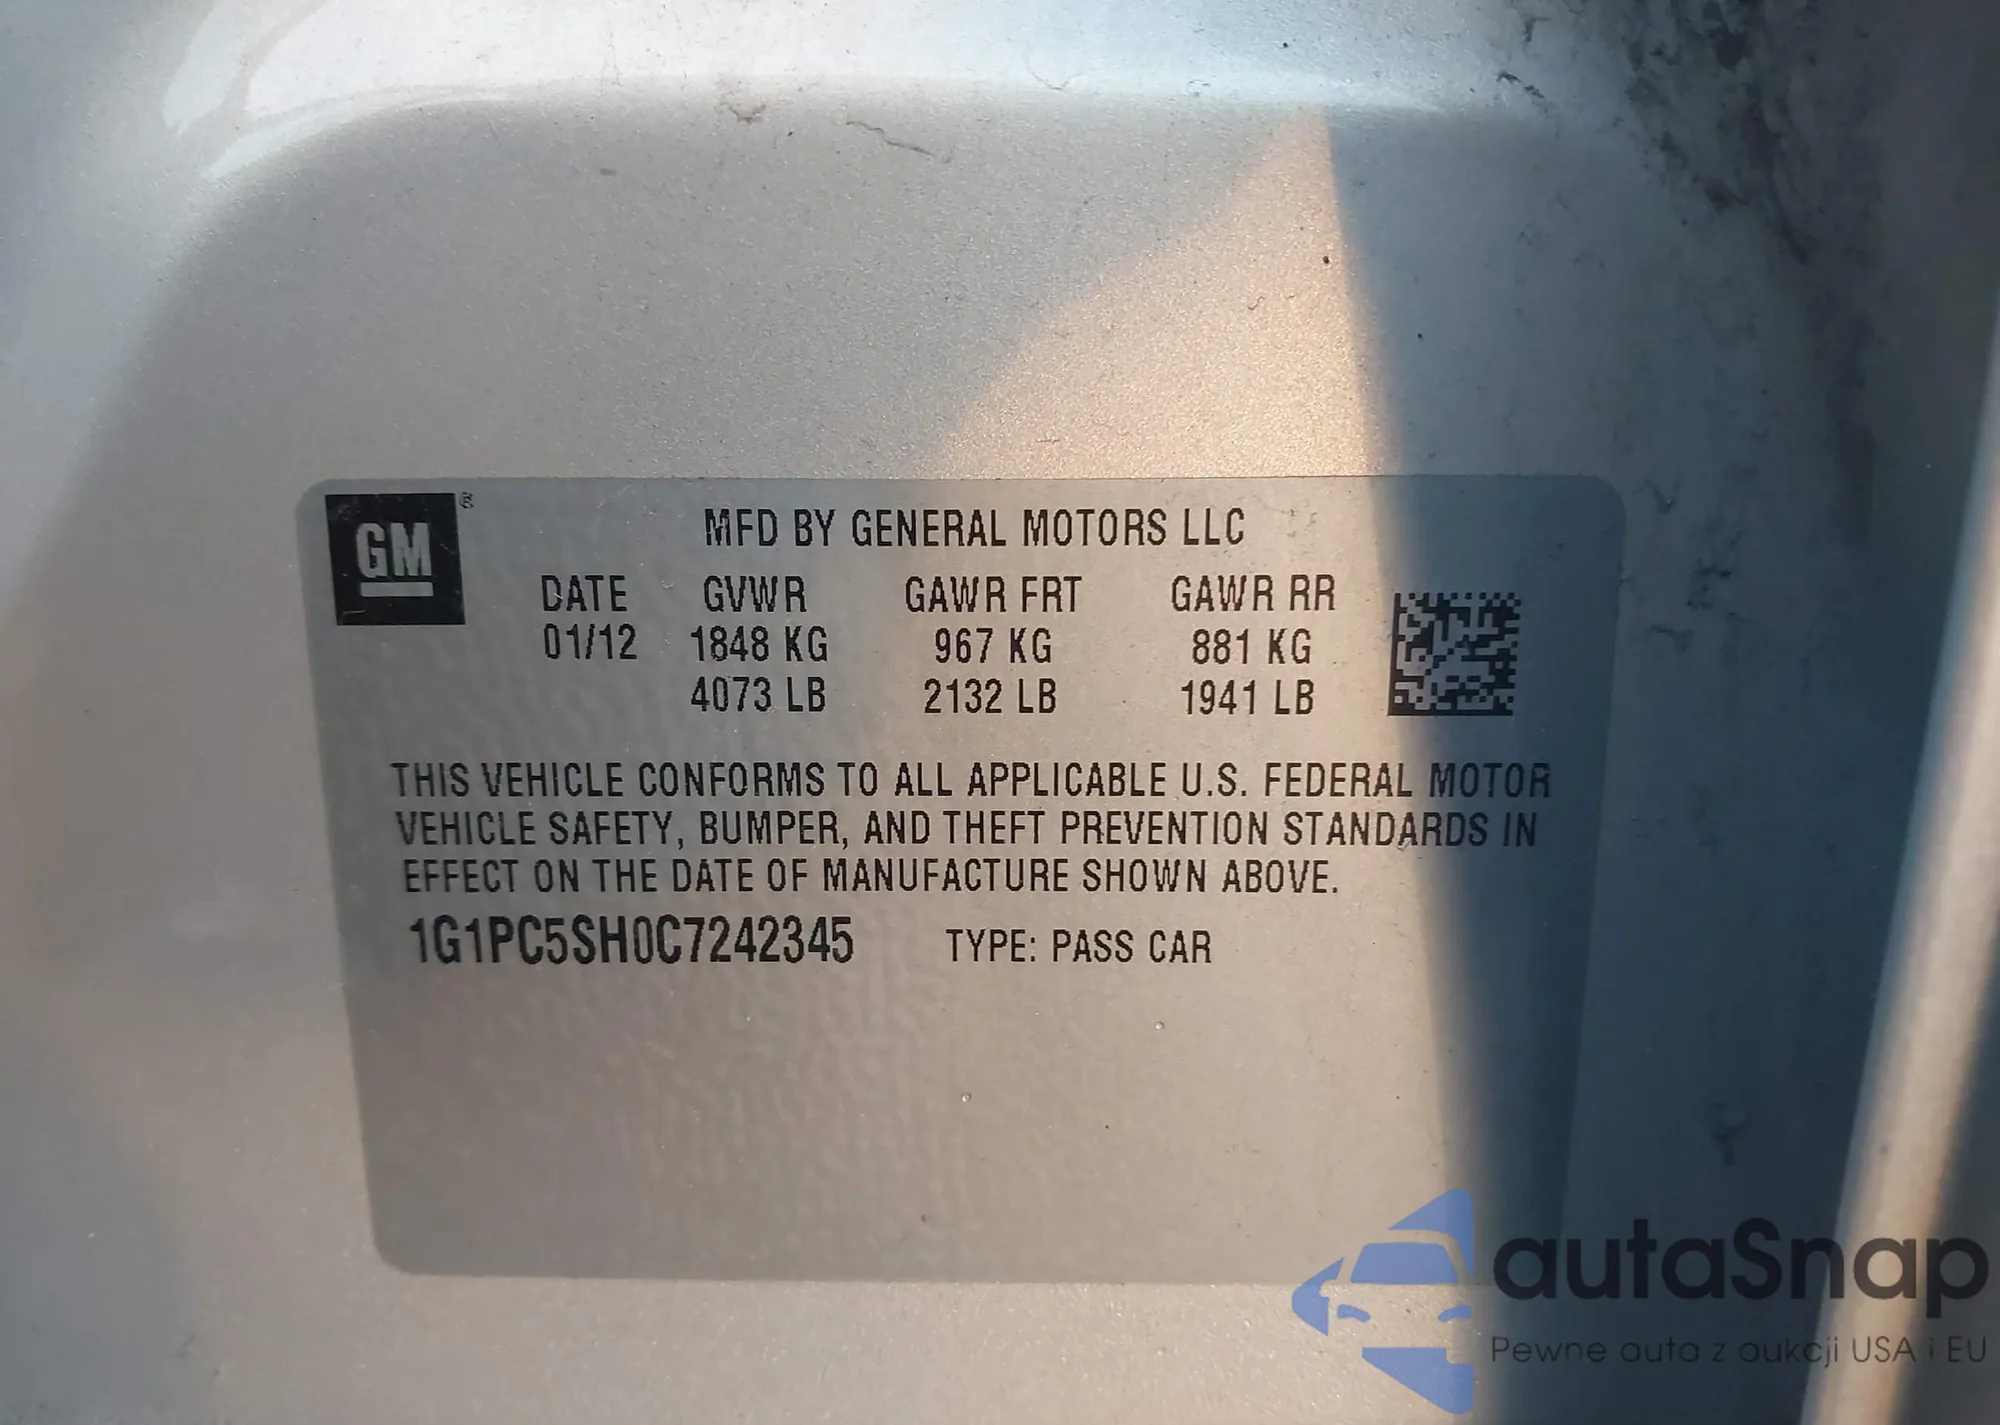 GM ®
MFD BY GENERAL MOTORS LLC
DATE GVWR GAWR FRT GAWR RR
01/12 1848 KG 967 KG 881 KG
4073 LB 2132 LB 1941 LB
THIS VEHICLE CONFORMS TO ALL APPLICABLE U.S. FEDERAL MOTOR
VEHICLE SAFETY, BUMPER, AND THEFT PREVENTION STANDARDS IN
EFFECT ON THE DATE OF MANUFACTURE SHOWN ABOVE.
1G1PC5SH0C7242345 TYPE: PASS CAR
autaSnap
Pewne auta z aukcji USA i EU